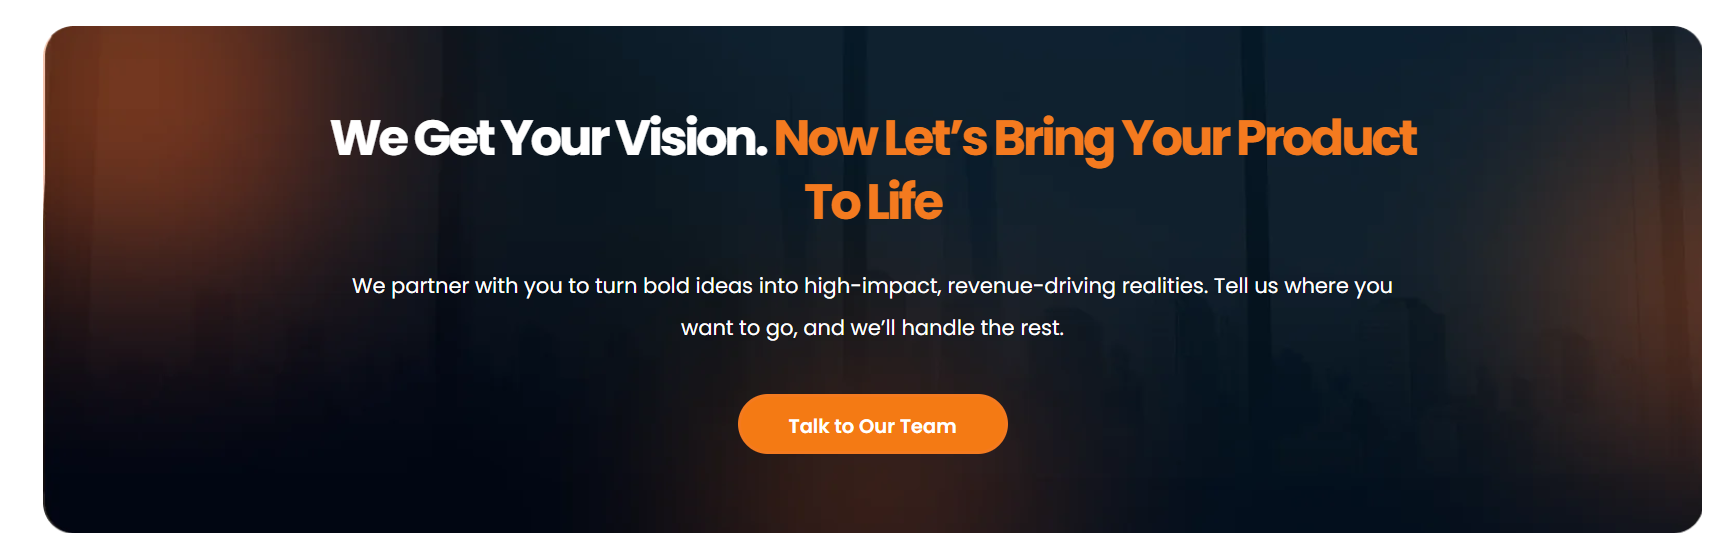 We Get Your Vision. Now Let’s Bring Your Product
To Life
We partner with you to turn bold ideas into high-impact, revenue-driving realities. Tell us where you
want to go, and we’ll handle the rest.
Talk to Our Team